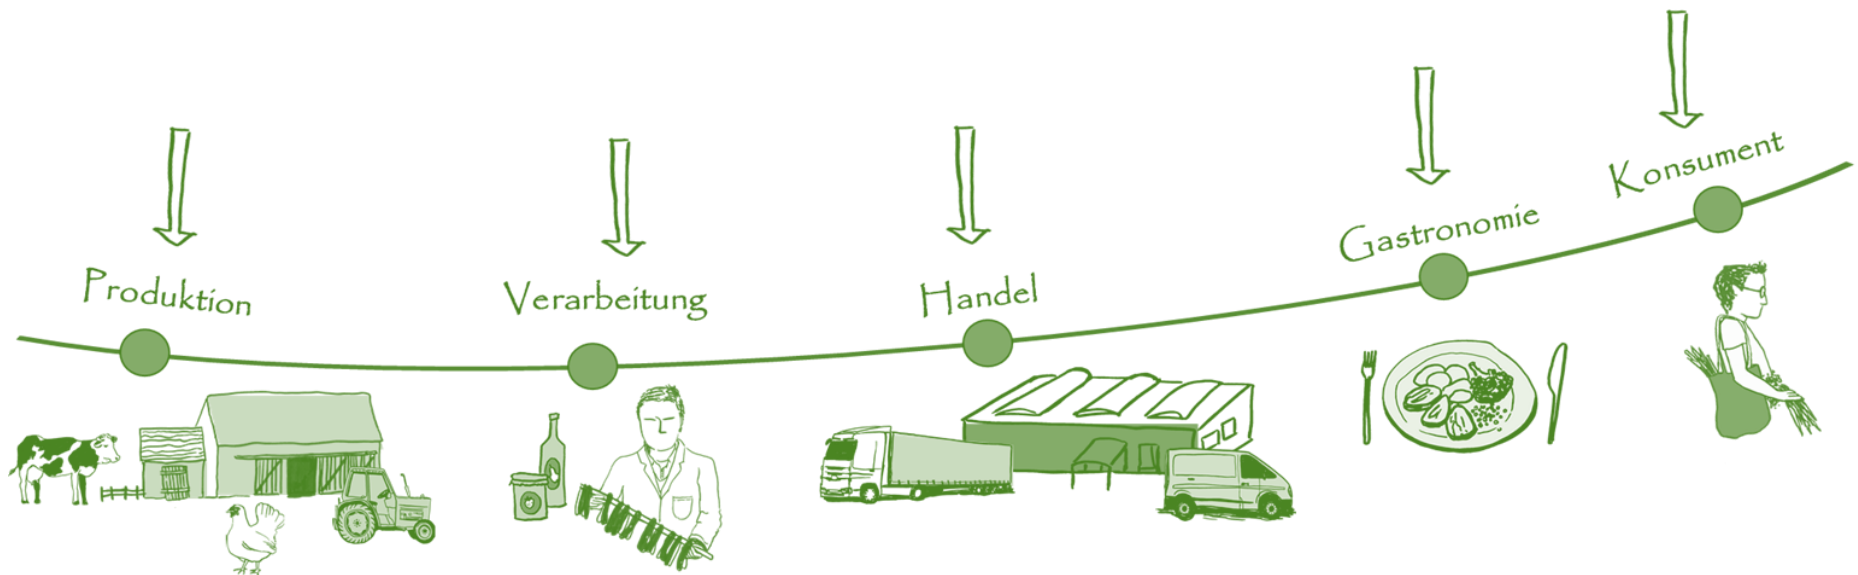 Produktion
Verarbeitung
Handel
Gastronomie
Konsument